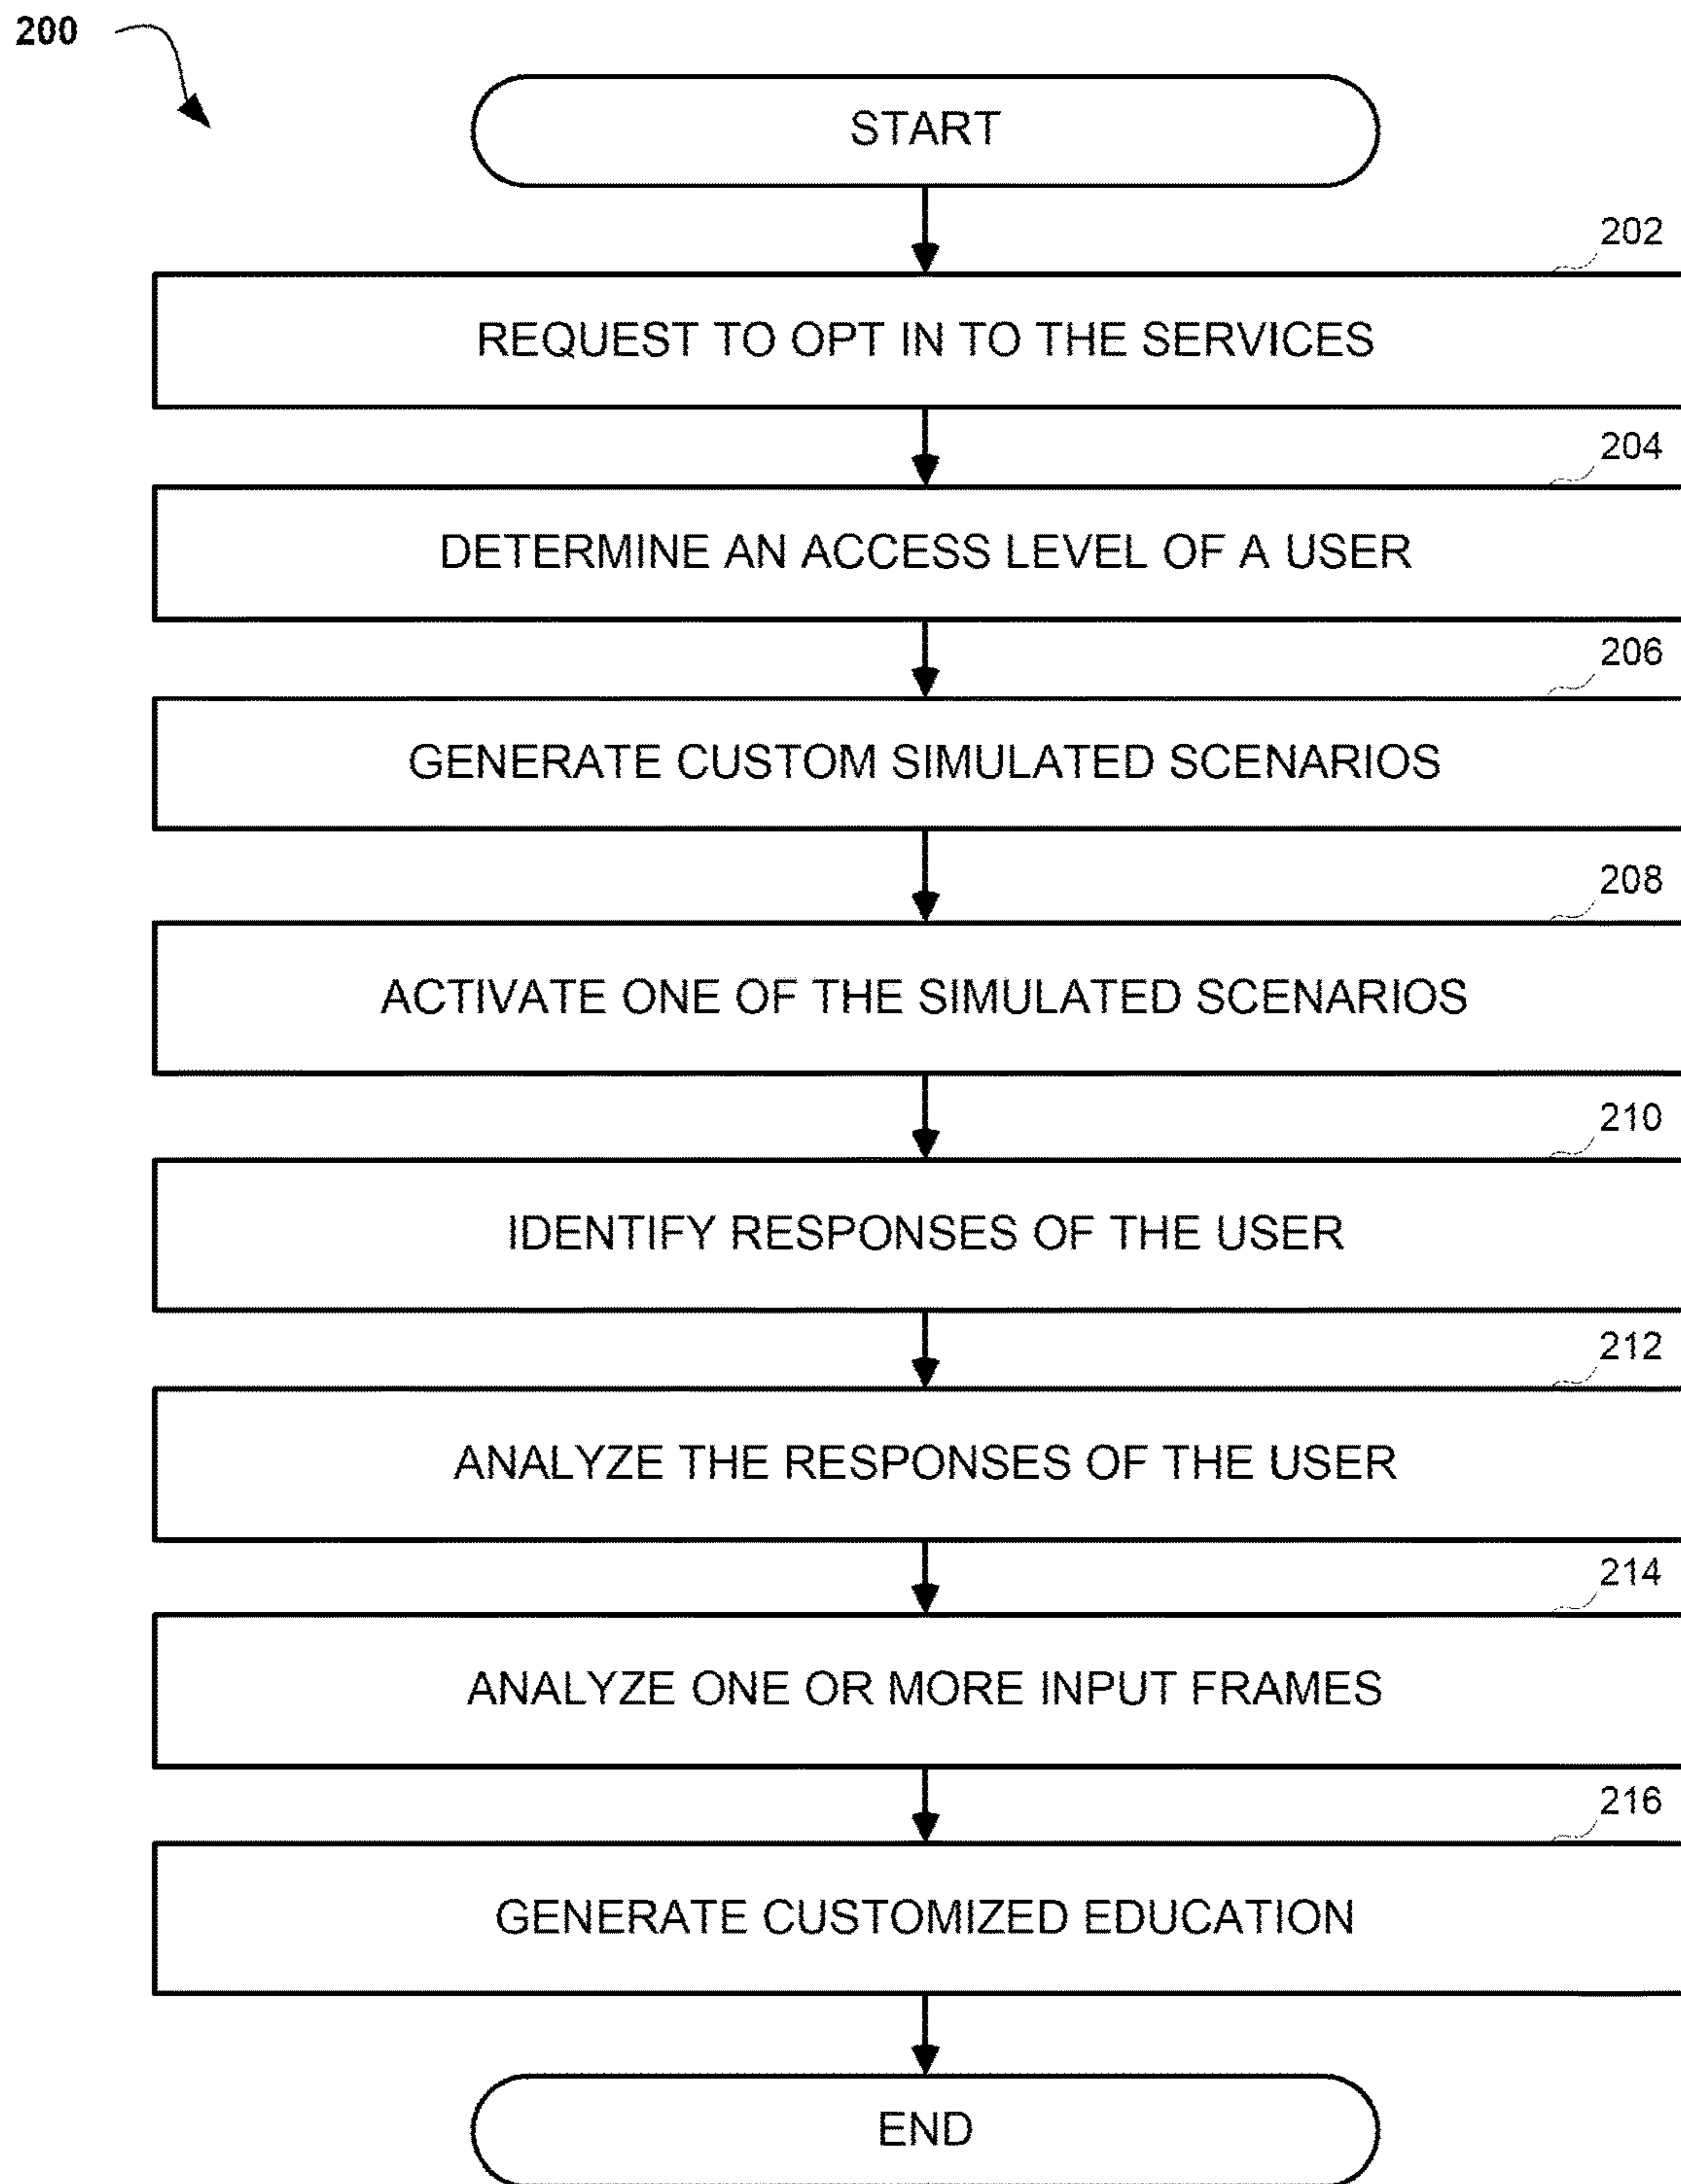 200
START
202
REQUEST TO OPT IN TO THE SERVICES
204
DETERMINE AN ACCESS LEVEL OF A USER
206
GENERATE CUSTOM SIMULATED SCENARIOS
208
ACTIVATE ONE OF THE SIMULATED SCENARIOS
210
IDENTIFY RESPONSES OF THE USER
212
ANALYZE THE RESPONSES OF THE USER
214
ANALYZE ONE OR MORE INPUT FRAMES
216
GENERATE CUSTOMIZED EDUCATION
END